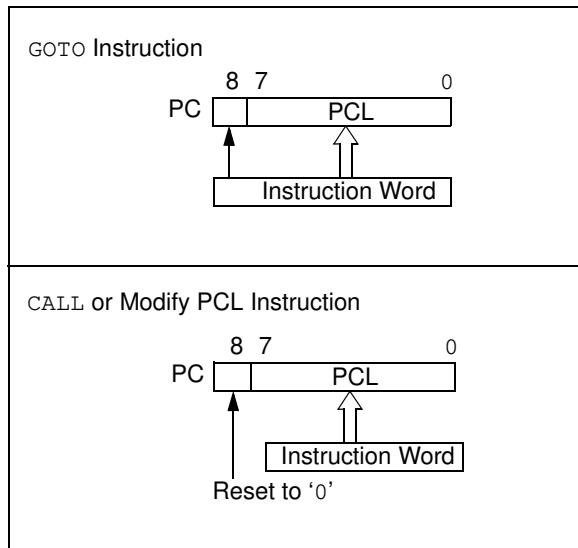 GOTO Instruction
8 7 0
PC PCL
Instruction Word
CALL or Modify PCL Instruction
8 7 0
PC PCL
Instruction Word
Reset to ‘0’